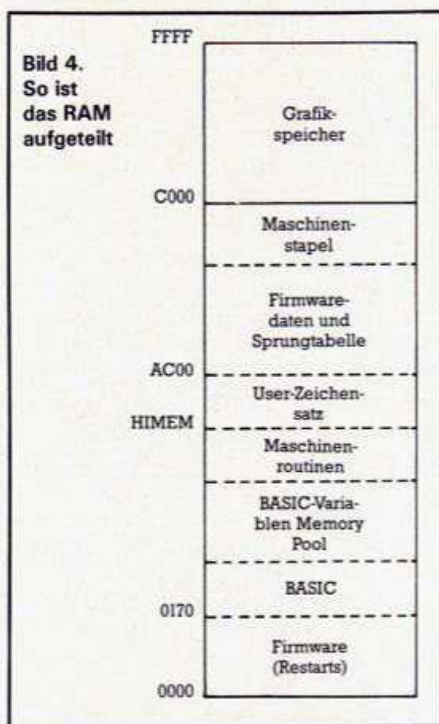 Bild 4.
So ist
das RAM
aufgeteilt
FFFF
Grafik-
speicher
C000
Maschinen-
stapel
Firmware-
daten und
Sprungtabelle
AC00
User-Zeichen-
satz
HIMEM
Maschinen-
routinen
BASIC-Varia-
blen Memory
Pool
BASIC
0170
Firmware
(Restarts)
0000